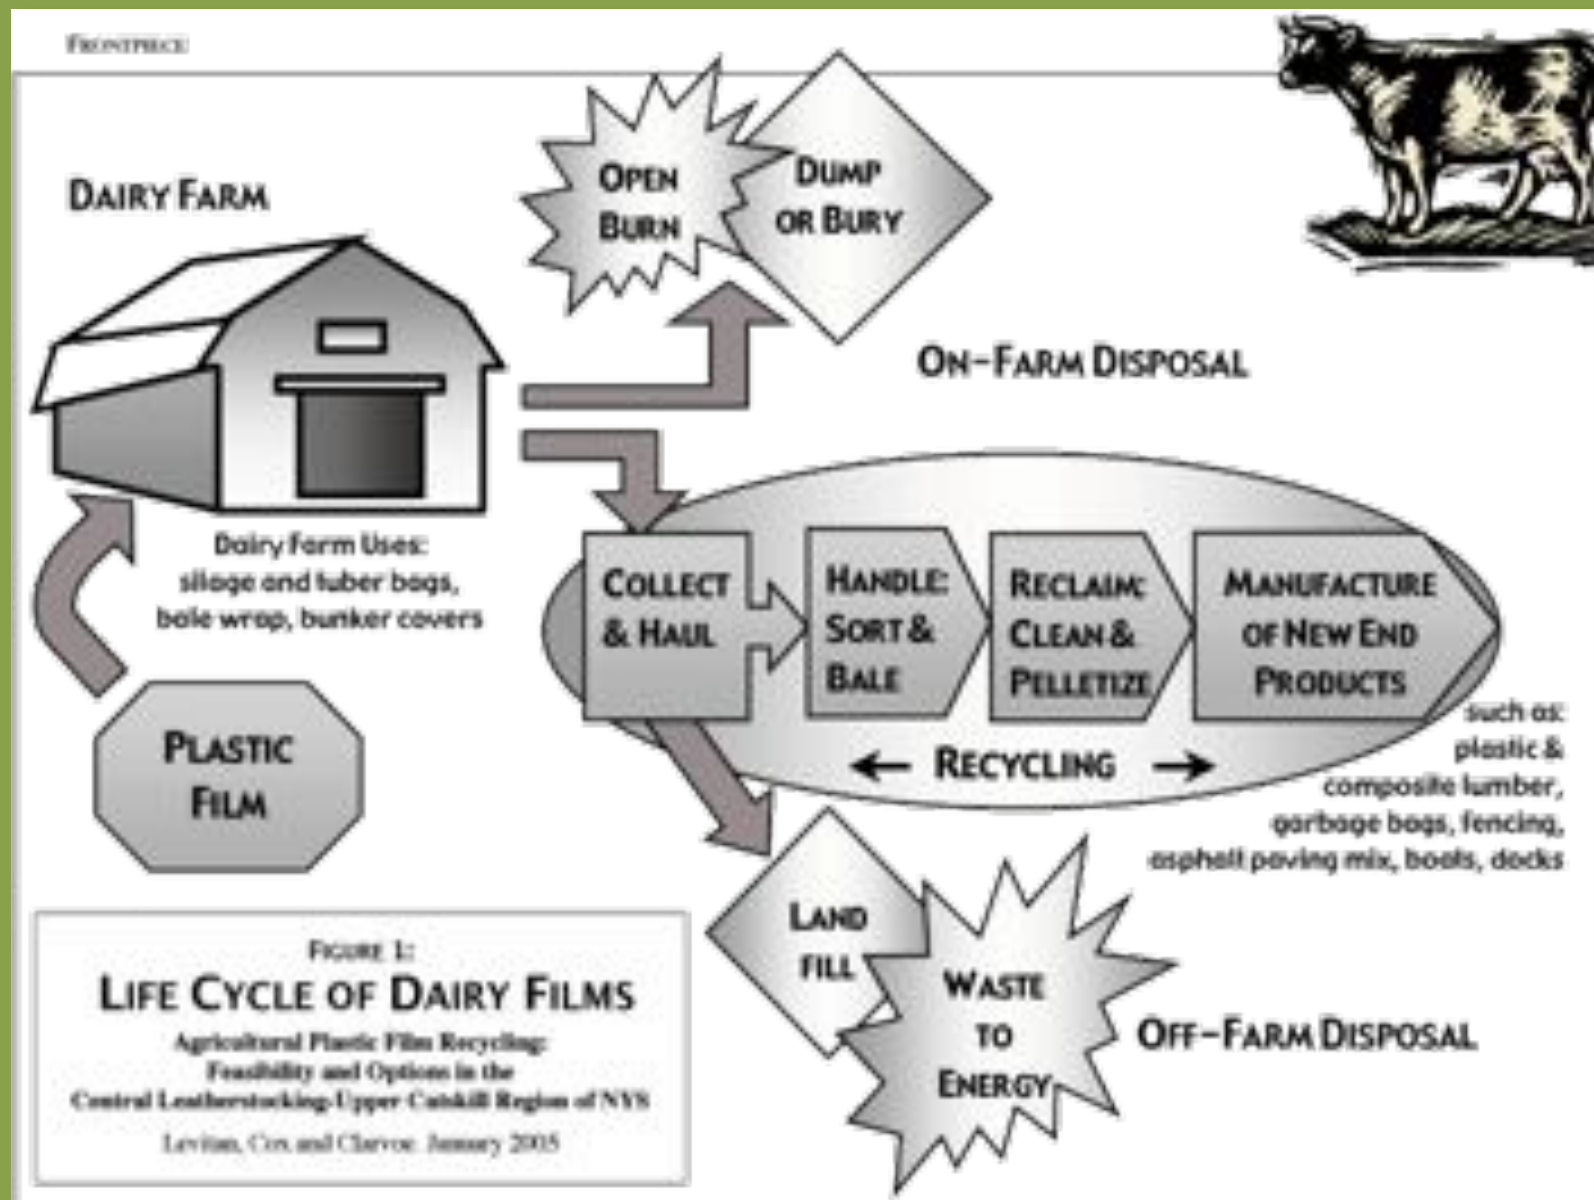 FRONTPIECE
DAIRY FARM
OPEN
BURN
DUMP
OR BURY
ON-FARM DISPOSAL
Dairy Farm Uses:
silage and tuber bags,
bale wrap, bunker covers
PLASTIC
FILM
COLLECT
& HAUL
HANDLE:
SORT &
BALE
RECLAIM:
CLEAN &
PELLETIZE
MANUFACTURE
OF NEW END
PRODUCTS
RECYCLING
such as:
plastic &
composite lumber,
garbage bags, fencing,
asphalt paving mix, boats, docks
LAND
FILL
WASTE
TO
ENERGY
OFF-FARM DISPOSAL
FIGURE 1:
LIFE CYCLE OF DAIRY FILMS
Agricultural Plastic Film Recycling:
Feasibility and Options in the
Central Leatherstocking-Upper Catskill Region of NYS
Levitan, Cox and Clarvoe. January 2005